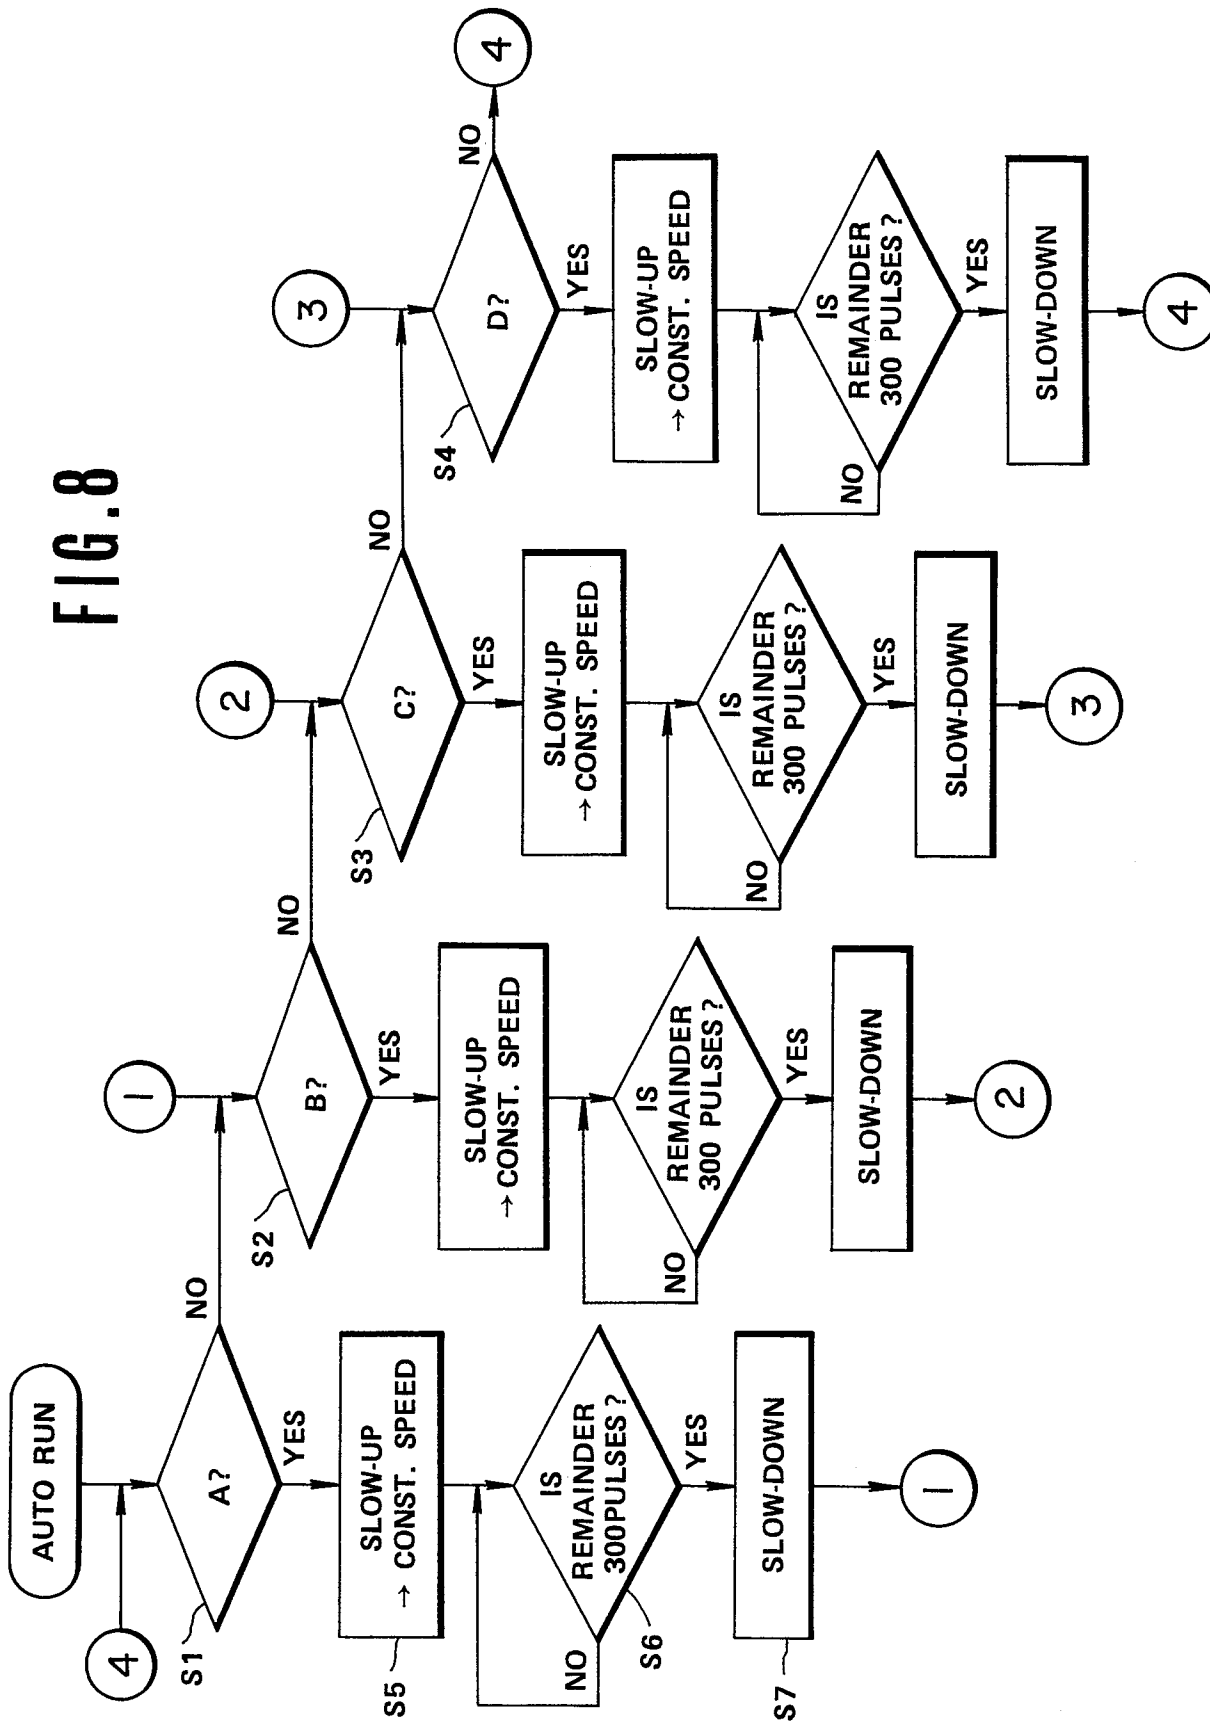 FIG.8
AUTO RUN
4
A?
S1
NO
YES
SLOW-UP
→ CONST. SPEED
S5
IS
REMAINDER
300PULSES?
S6
NO
YES
SLOW-DOWN
S7
1
1
B?
S2
NO
YES
SLOW-UP
→ CONST. SPEED
IS
REMAINDER
300 PULSES?
NO
YES
SLOW-DOWN
2
2
C?
S3
NO
YES
SLOW-UP
→ CONST. SPEED
IS
REMAINDER
300 PULSES?
NO
YES
SLOW-DOWN
3
3
D?
S4
NO
4
YES
SLOW-UP
→ CONST. SPEED
IS
REMAINDER
300 PULSES?
NO
YES
SLOW-DOWN
4